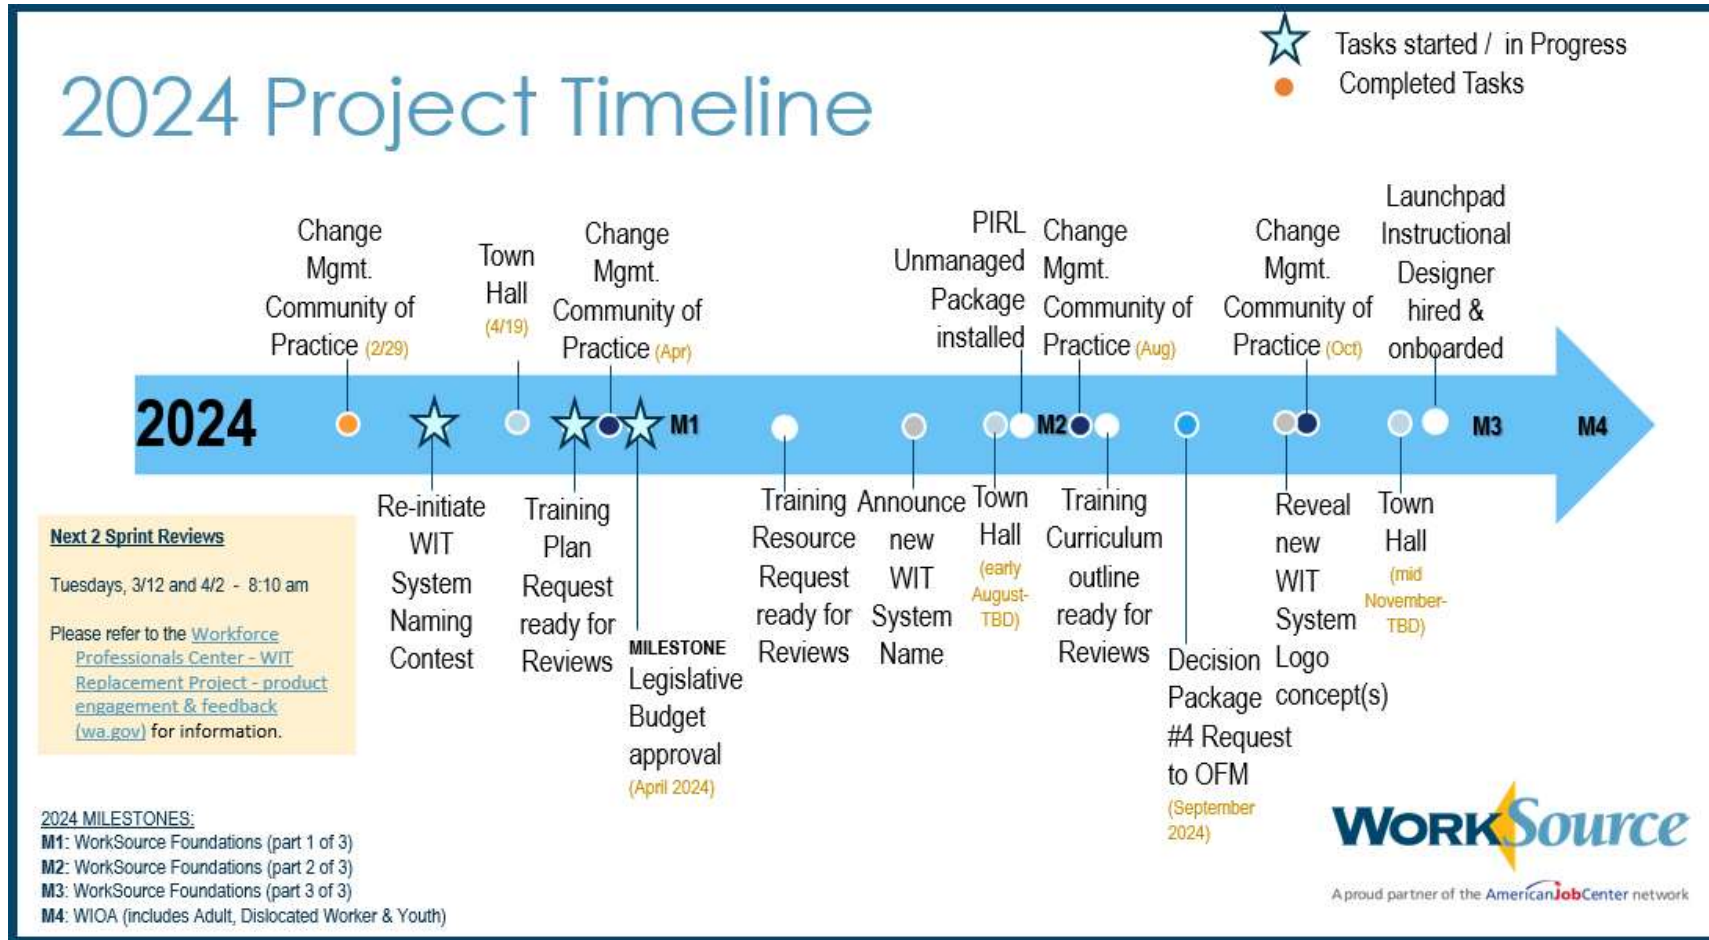 Tasks started / in Progress
Completed Tasks
2024 Project Timeline
Change
Mgmt.
Community of
Practice (2/29)
Town
Hall
(4/19)
Change
Mgmt.
Community of
Practice (Apr)
PIRL
Unmanaged
Package
installed
Change
Mgmt.
Community of
Practice (Aug)
Change
Mgmt.
Community of
Practice (Oct)
Launchpad
Instructional
Designer
hired &
onboarded
2024
M1
M2
M3
M4
Re-initiate
WIT
System
Naming
Contest
Training
Plan
Request
ready for
Reviews
MILESTONE
Legislative
Budget
approval
(April 2024)
Training
Resource
Request
ready for
Reviews
Announce
new
WIT
System
Name
Town
Hall
(early
August-
TBD)
Training
Curriculum
outline
ready for
Reviews
Decision
Package
#4 Request
to OFM
(September
2024)
Reveal
new
WIT
System
Logo
concept(s)
Town
Hall
(mid
November-
TBD)
Next 2 Sprint Reviews
Tuesdays, 3/12 and 4/2 - 8:10 am
Please refer to the Workforce
Professionals Center - WIT
Replacement Project - product
engagement & feedback
(wa.gov) for information.
2024 MILESTONES:
M1: WorkSource Foundations (part 1 of 3)
M2: WorkSource Foundations (part 2 of 3)
M3: WorkSource Foundations (part 3 of 3)
M4: WIOA (includes Adult, Dislocated Worker & Youth)
WorkSource
A proud partner of the AmericanJobCenter network